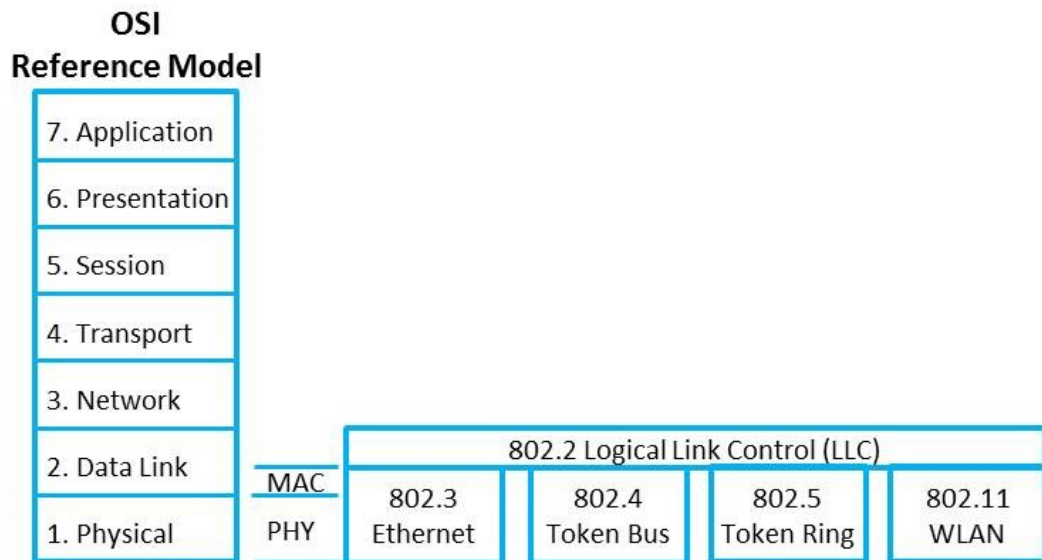 OSI
Reference Model
7. Application
6. Presentation
5. Session
4. Transport
3. Network
2. Data Link
1. Physical
MAC
PHY
802.2 Logical Link Control (LLC)
802.3
Ethernet
802.4
Token Bus
802.5
Token Ring
802.11
WLAN